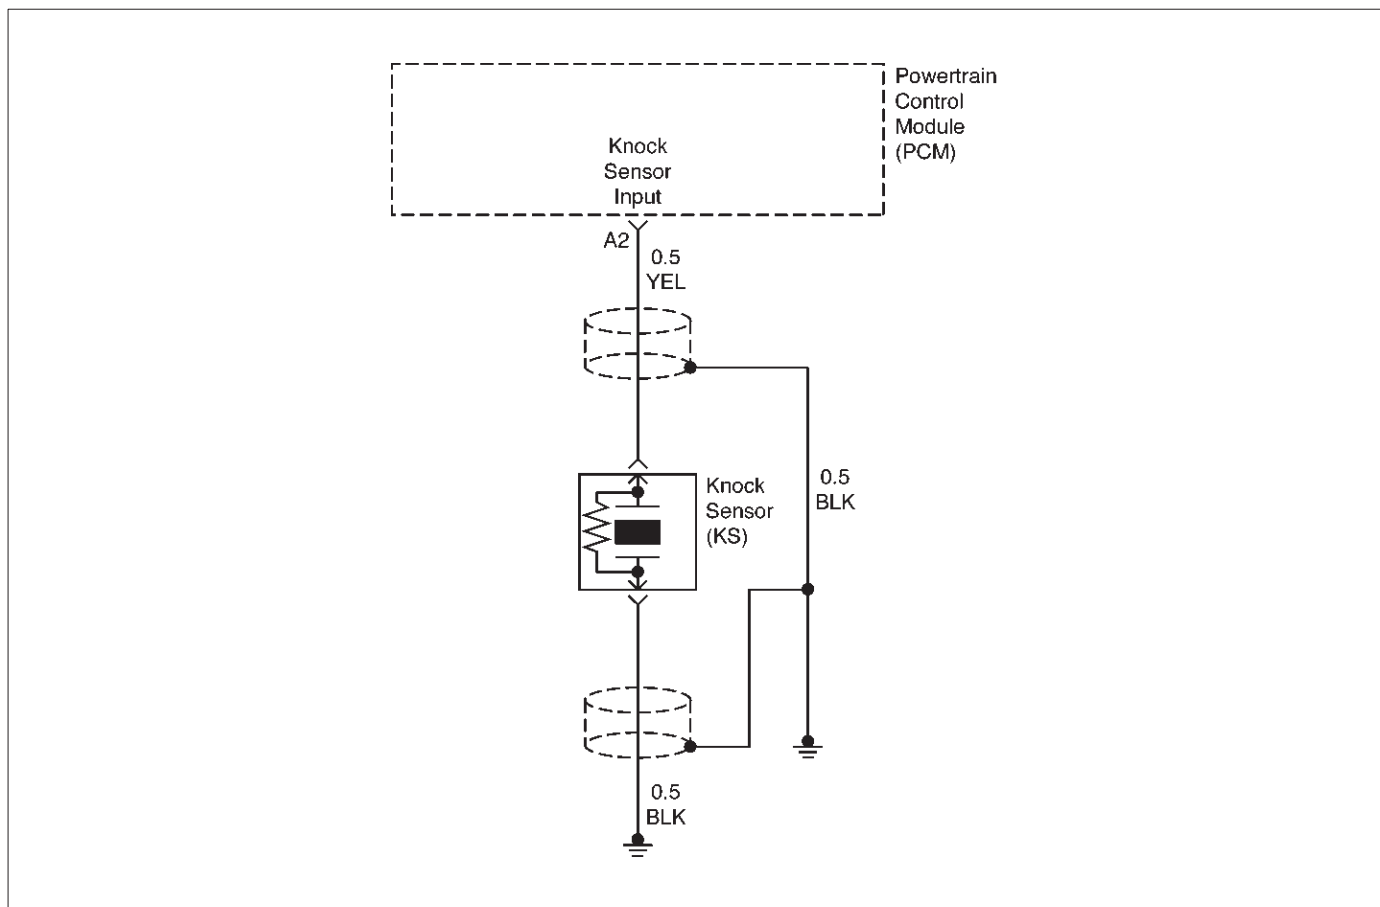 Powertrain
Control
Module
(PCM)
Knock
Sensor
Input
A2
0.5
YEL
Knock
Sensor
(KS)
0.5
BLK
0.5
BLK